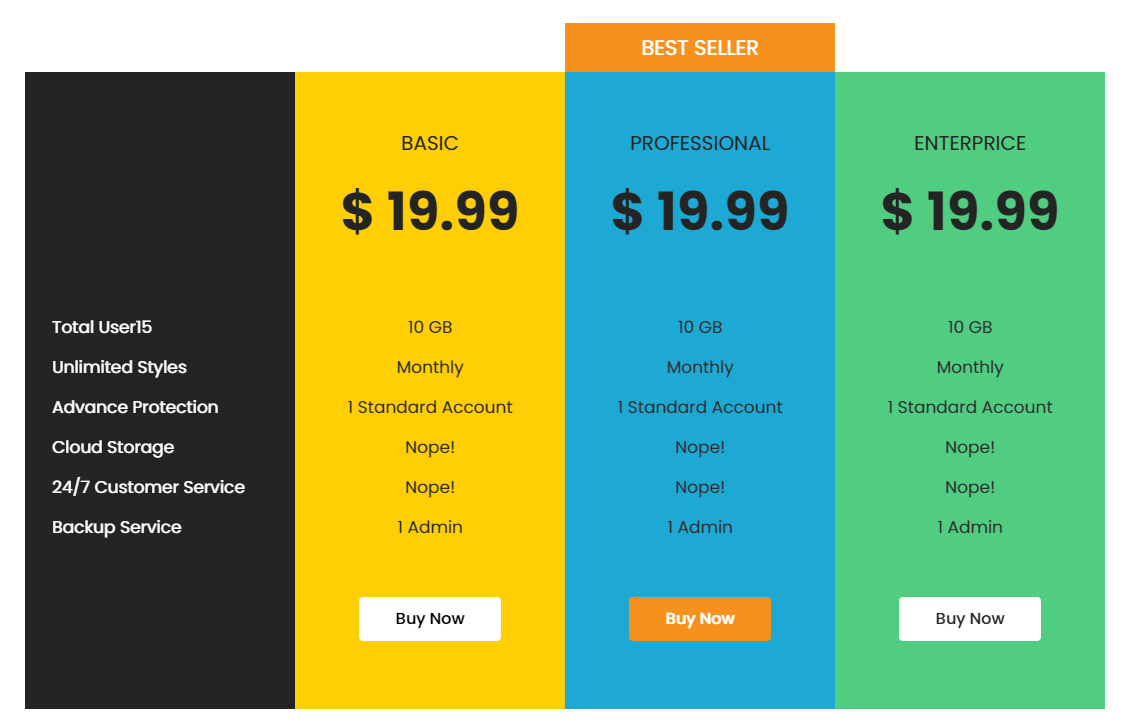 BEST SELLER
BASIC PROFESSIONAL ENTERPRICE
$ 19.99 $ 19.99 $ 19.99
Total User15 10 GB 10 GB 10 GB
Unlimited Styles Monthly Monthly Monthly
Advance Protection 1 Standard Account 1 Standard Account 1 Standard Account
Cloud Storage Nope! Nope! Nope!
24/7 Customer Service Nope! Nope! Nope!
Backup Service 1 Admin 1 Admin 1 Admin
Buy Now Buy Now Buy Now